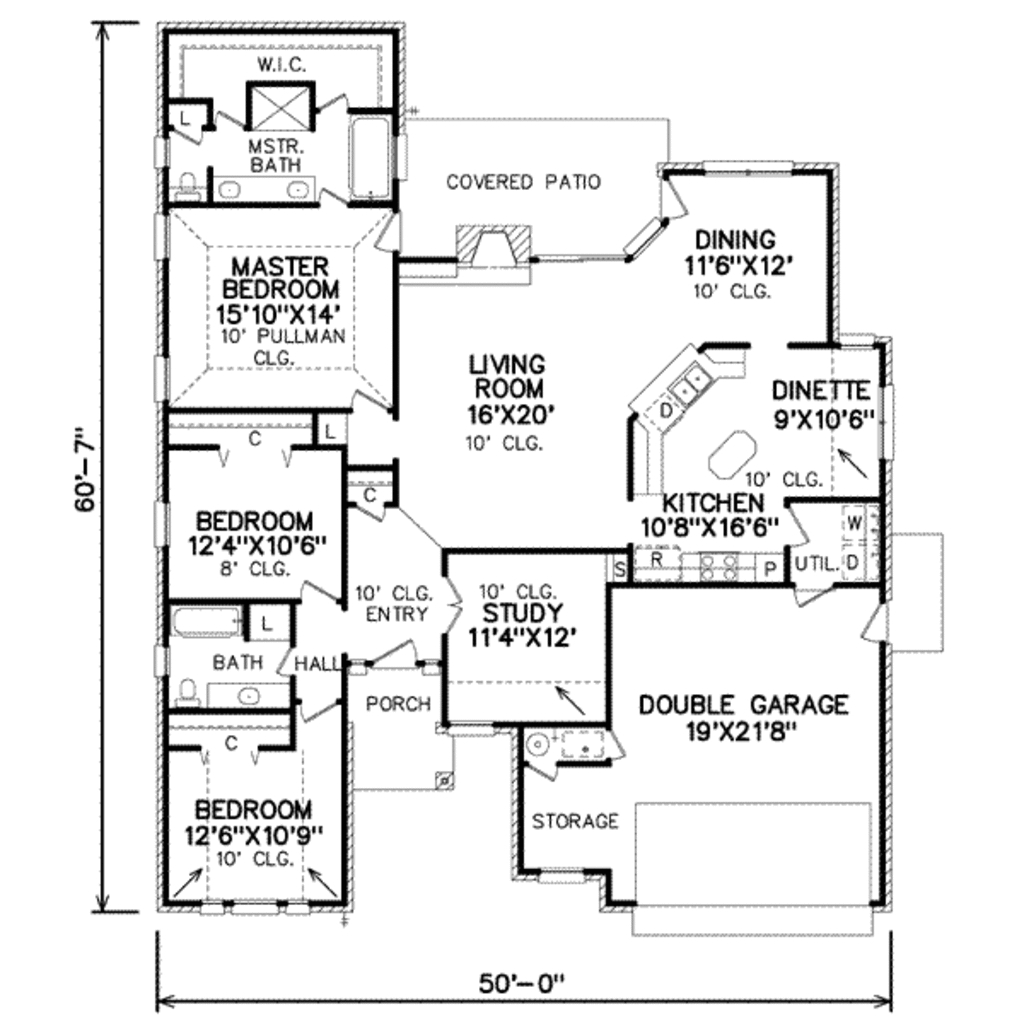 W.I.C.
L
MSTR.
BATH
COVERED PATIO
DINING
11'6"X12'
10' CLG.
MASTER
BEDROOM
15'10"X14'
10' PULLMAN
CLG.
LIVING
ROOM
16'X20'
10' CLG.
D
DINETTE
9'X10'6"
10' CLG.
KITCHEN
10'8"X16'6"
C
L
C
BEDROOM
12'4"X10'6"
8' CLG.
W
D
UTIL.
S
R
P
10' CLG.
ENTRY
10' CLG.
STUDY
11'4"X12'
L
BATH
HALL
PORCH
DOUBLE GARAGE
19'X21'8"
C
BEDROOM
12'6"X10'9"
10' CLG.
STORAGE
60'-7"
50'-0"